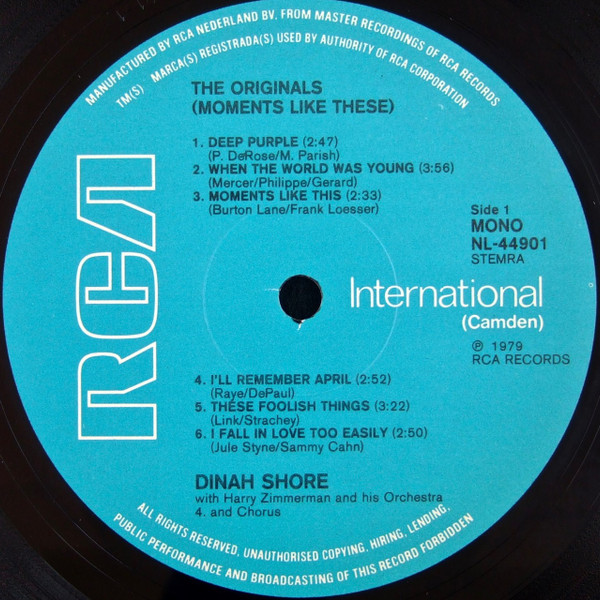 MANUFACTURED BY RCA NEDERLAND BV. FROM MASTER RECORDINGS OF RCA RECORDS
TM(S) MARCA(S) REGISTRADA(S) USED BY AUTHORITY OF RCA CORPORATION
THE ORIGINALS
(MOMENTS LIKE THESE)
1. DEEP PURPLE (2:47)
(P. DeRose/M. Parish)
2. WHEN THE WORLD WAS YOUNG (3:56)
(Mercer/Philippe/Gerard)
3. MOMENTS LIKE THIS (2:33)
(Burton Lane/Frank Loesser)
Side 1
MONO
NL-44901
STEMRA
RCA
International
(Camden)
℗ 1979
RCA RECORDS
4. I'LL REMEMBER APRIL (2:52)
(Raye/DePaul)
5. THESE FOOLISH THINGS (3:22)
(Link/Strachey)
6. I FALL IN LOVE TOO EASILY (2:50)
(Jule Styne/Sammy Cahn)
DINAH SHORE
with Harry Zimmerman and his Orchestra
4. and Chorus
ALL RIGHTS RESERVED. UNAUTHORISED COPYING, HIRING, LENDING,
PUBLIC PERFORMANCE AND BROADCASTING OF THIS RECORD FORBIDDEN